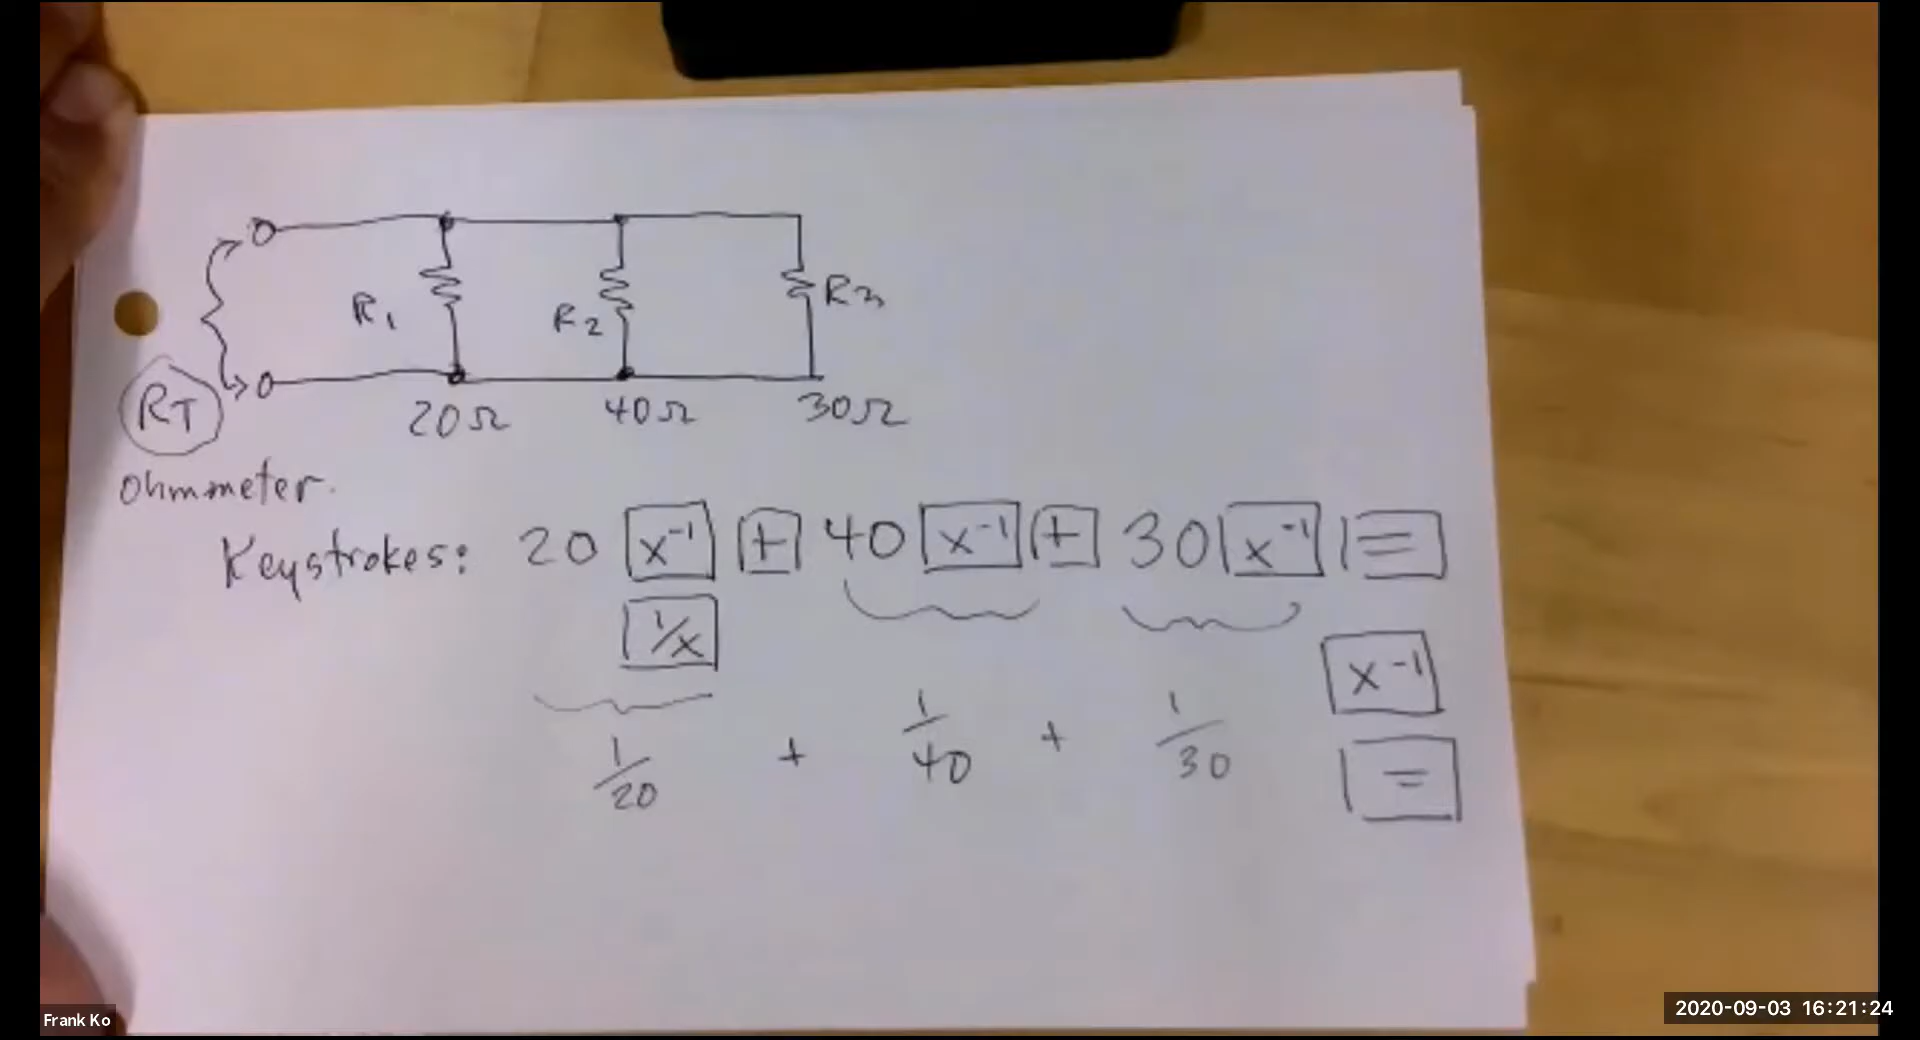 R1 R2 R3
RT
20Ω 40Ω 30Ω
Ohmmeter.
Keystrokes: 20 x⁻¹ + 40 x⁻¹ + 30 x⁻¹ =
1/x
x⁻¹
1/20 + 1/40 + 1/30
=
Frank Ko
2020-09-03 16:21:24